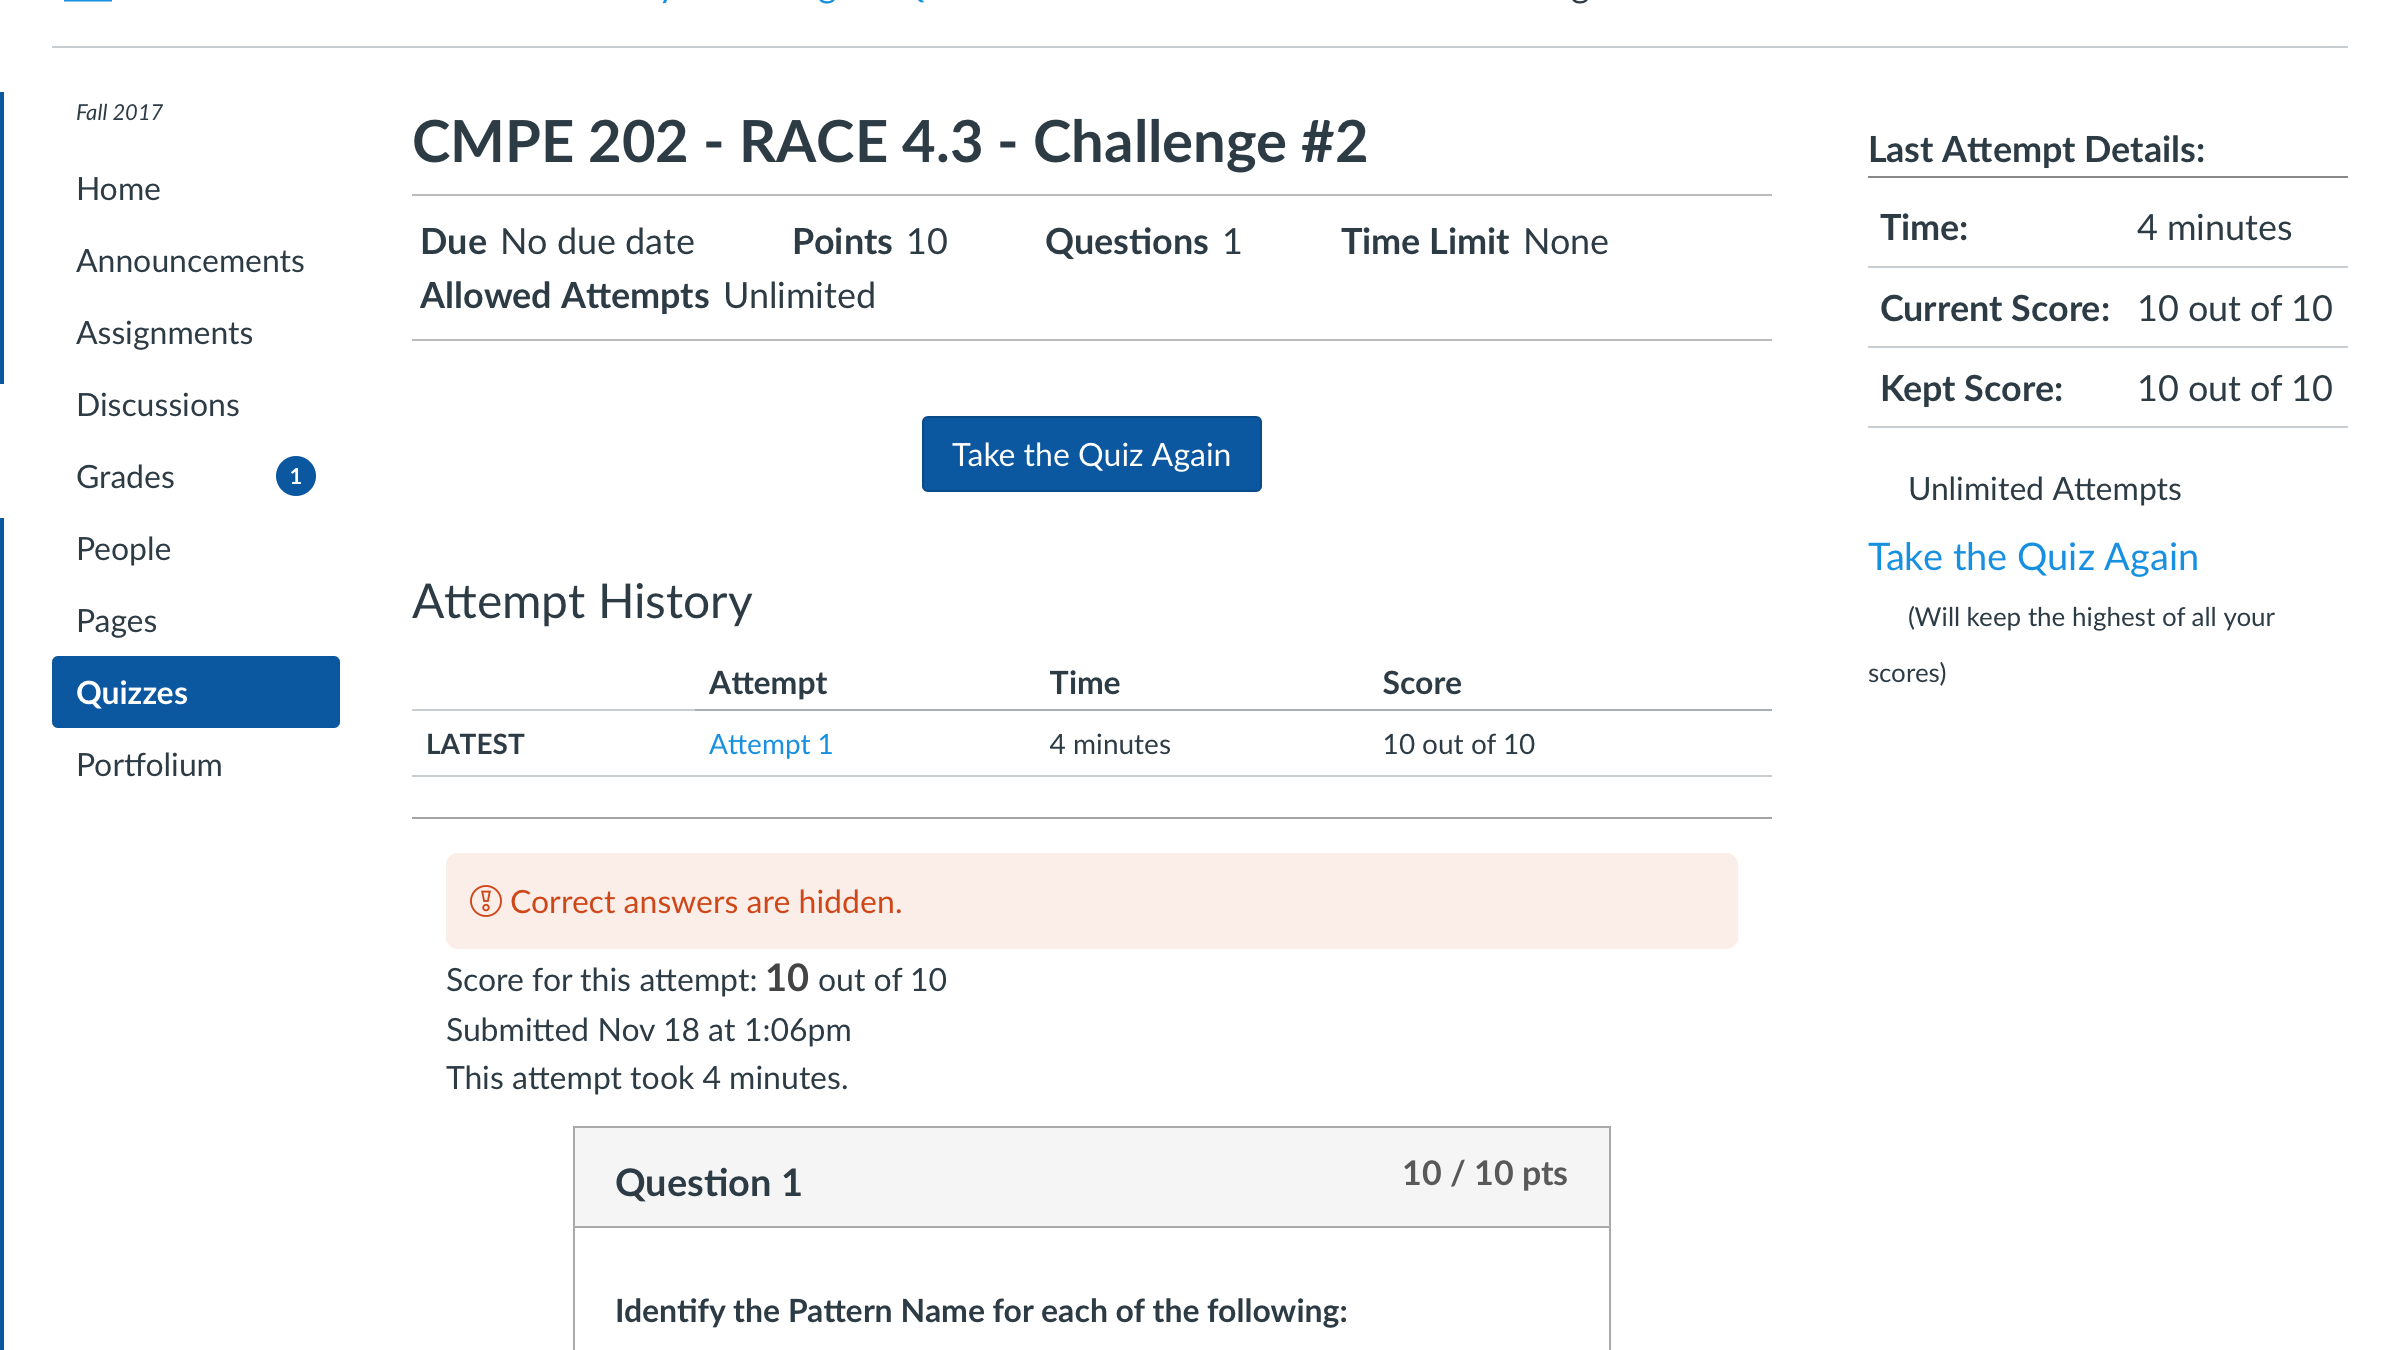 Fall 2017
Home
Announcements
Assignments
Discussions
Grades 1
People
Pages
Quizzes
Portfolium
CMPE 202 - RACE 4.3 - Challenge #2
Due No due date Points 10 Questions 1 Time Limit None
Allowed Attempts Unlimited
Take the Quiz Again
Attempt History
Attempt Time Score
LATEST Attempt 1 4 minutes 10 out of 10
Correct answers are hidden.
Score for this attempt: 10 out of 10
Submitted Nov 18 at 1:06pm
This attempt took 4 minutes.
Question 1 10 / 10 pts
Identify the Pattern Name for each of the following:
Last Attempt Details:
Time: 4 minutes
Current Score: 10 out of 10
Kept Score: 10 out of 10
Unlimited Attempts
Take the Quiz Again
(Will keep the highest of all your
scores)